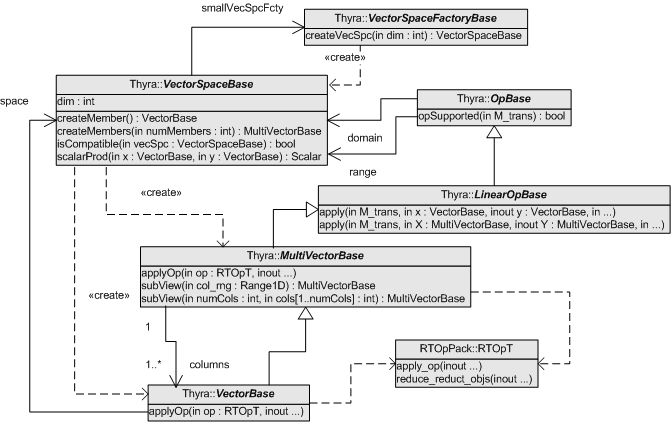 smallVecSpcFcty
Thyra::VectorSpaceFactoryBase
createVecSpc(in dim : int) : VectorSpaceBase
«create»
Thyra::VectorSpaceBase
dim : int
createMember() : VectorBase
createMembers(in numMembers : int) : MultiVectorBase
isCompatible(in vecSpc : VectorSpaceBase) : bool
scalarProd(in x : VectorBase, in y : VectorBase) : Scalar
space
Thyra::OpBase
opSupported(in M_trans) : bool
domain
range
«create»
Thyra::LinearOpBase
apply(in M_trans, in x : VectorBase, inout y : VectorBase, in ...)
apply(in M_trans, in X : MultiVectorBase, inout Y : MultiVectorBase, in ...)
Thyra::MultiVectorBase
applyOp(in op : RTOpT, inout ...)
subView(in col_rng : Range1D) : MultiVectorBase
subView(in numCols : int, in cols[1..numCols] : int) : MultiVectorBase
«create»
1
1..*
columns
RTOpPack::RTOpT
apply_op(inout ...)
reduce_reduct_objs(inout ...)
Thyra::VectorBase
applyOp(in op : RTOpT, inout ...)